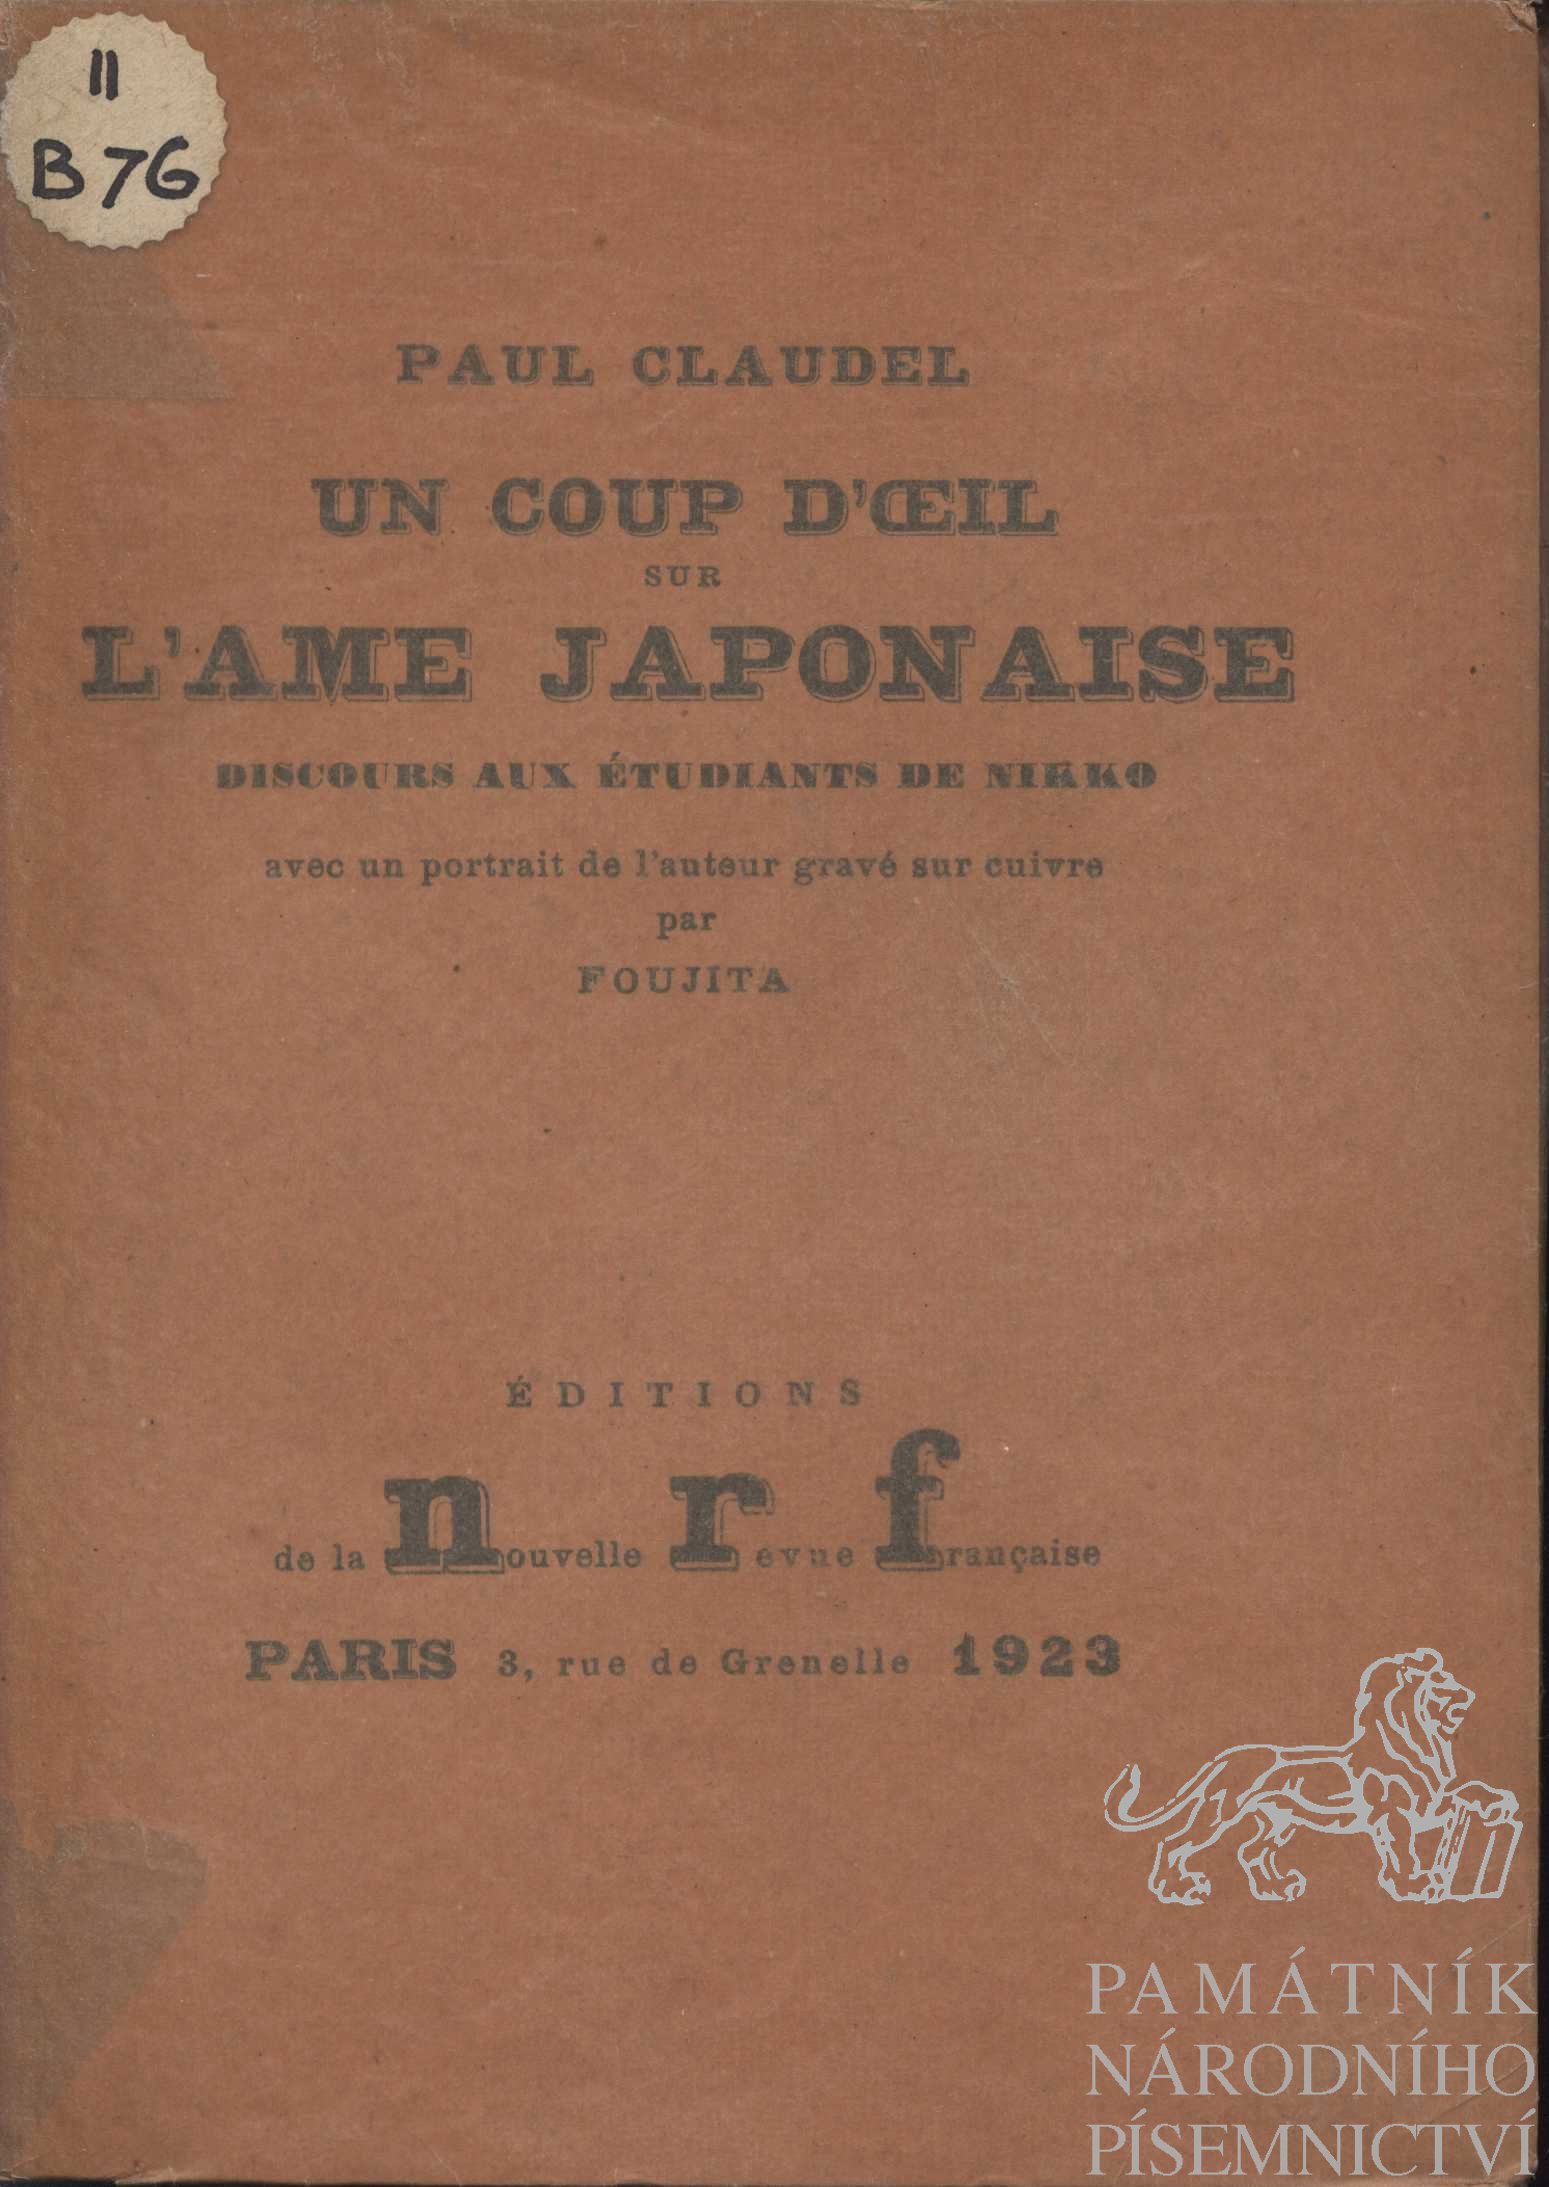 II
B 76
PAUL CLAUDEL
UN COUP D'ŒIL
SUR
L'AME JAPONAISE
DISCOURS AUX ÉTUDIANTS DE NIKKO
avec un portrait de l'auteur gravé sur cuivre
par
FOUJITA
ÉDITIONS
de la nouvelle revue française
PARIS 3, rue de Grenelle 1923
PAMÁTNÍK
NÁRODNÍHO
PÍSEMNICTVÍ